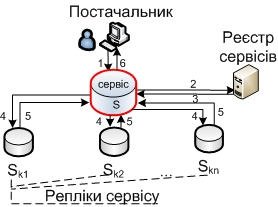 Постачальник
Реєстр
сервісів
1
6
сервіс
S
2
3
4
5
4
5
4
5
Sk1
Sk2
...
Skn
Репліки сервісу